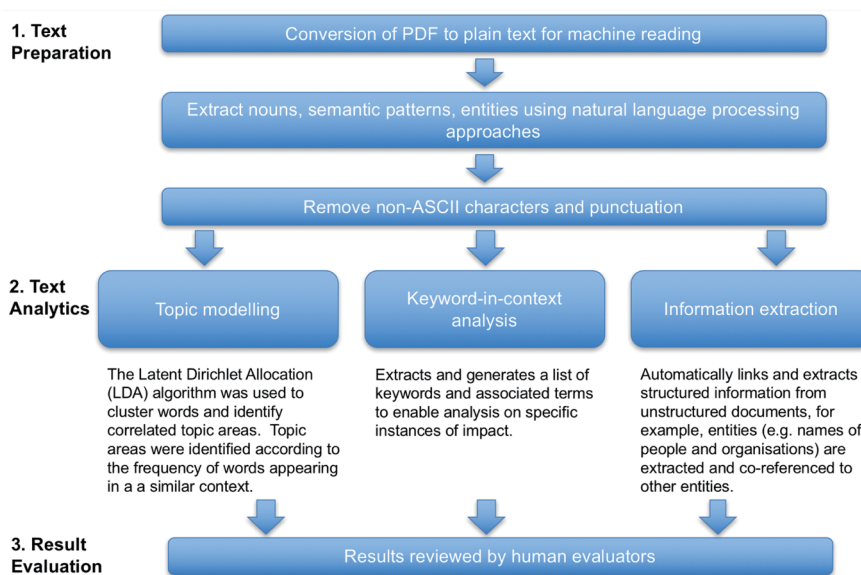 1. Text
Preparation
Conversion of PDF to plain text for machine reading
Extract nouns, semantic patterns, entities using natural language processing
approaches
Remove non-ASCII characters and punctuation
2. Text
Analytics
Topic modelling
Keyword-in-context
analysis
Information extraction
The Latent Dirichlet Allocation
(LDA) algorithm was used to
cluster words and identify
correlated topic areas.  Topic
areas were identified according to
the frequency of words appearing
in a a similar context.
Extracts and generates a list of
keywords and associated terms
to enable analysis on specific
instances of impact.
Automatically links and extracts
structured information from
unstructured documents, for
example, entities (e.g. names of
people and organisations) are
extracted and co-referenced to
other entities.
3. Result
Evaluation
Results reviewed by human evaluators